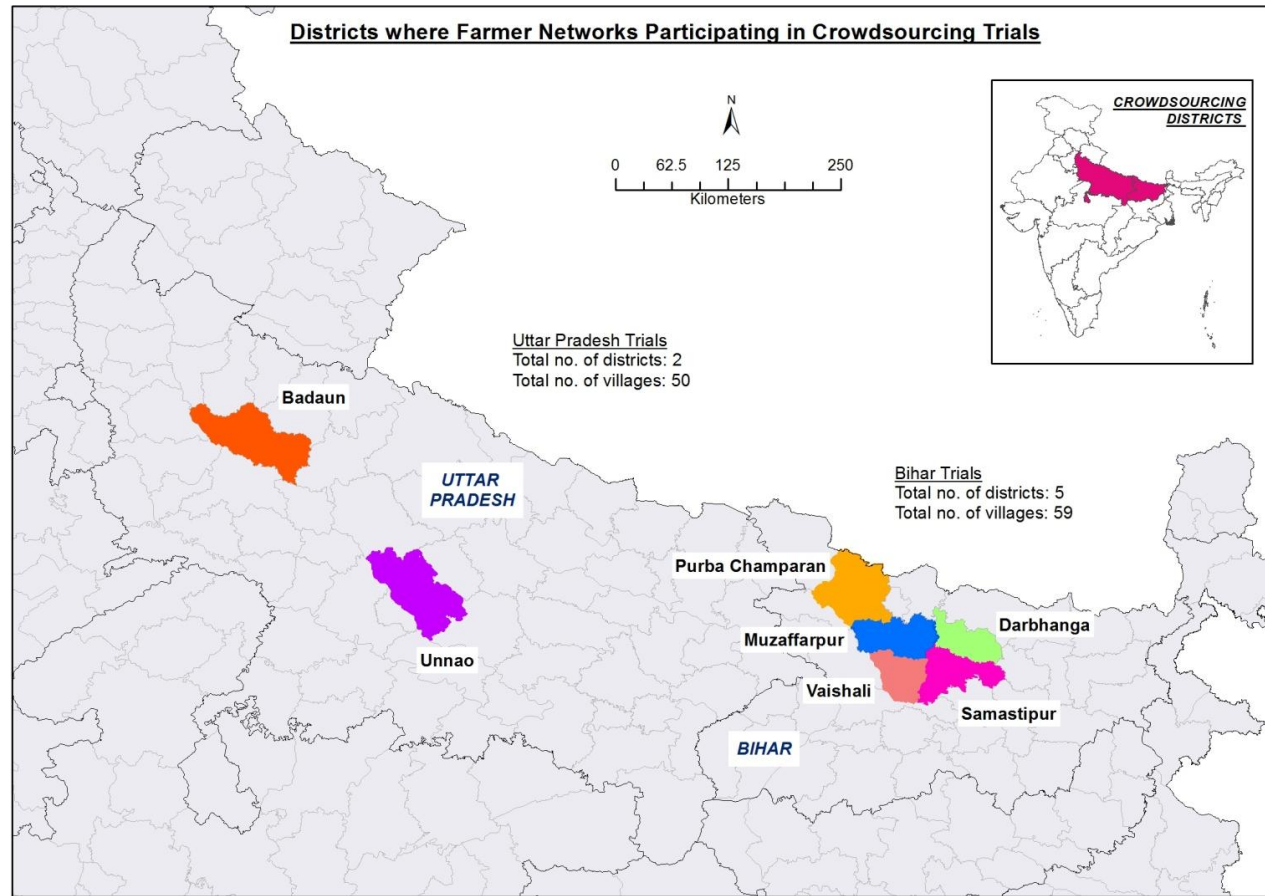 Districts where Farmer Networks Participating in Crowdsourcing Trials
CROWDSOURCING
DISTRICTS
N
0 62.5 125 250
Kilometers
Uttar Pradesh Trials
Total no. of districts: 2
Total no. of villages: 50
Badaun
UTTAR
PRADESH
Bihar Trials
Total no. of districts: 5
Total no. of villages: 59
Purba Champaran
Darbhanga
Muzaffarpur
Unnao
Vaishali
Samastipur
BIHAR